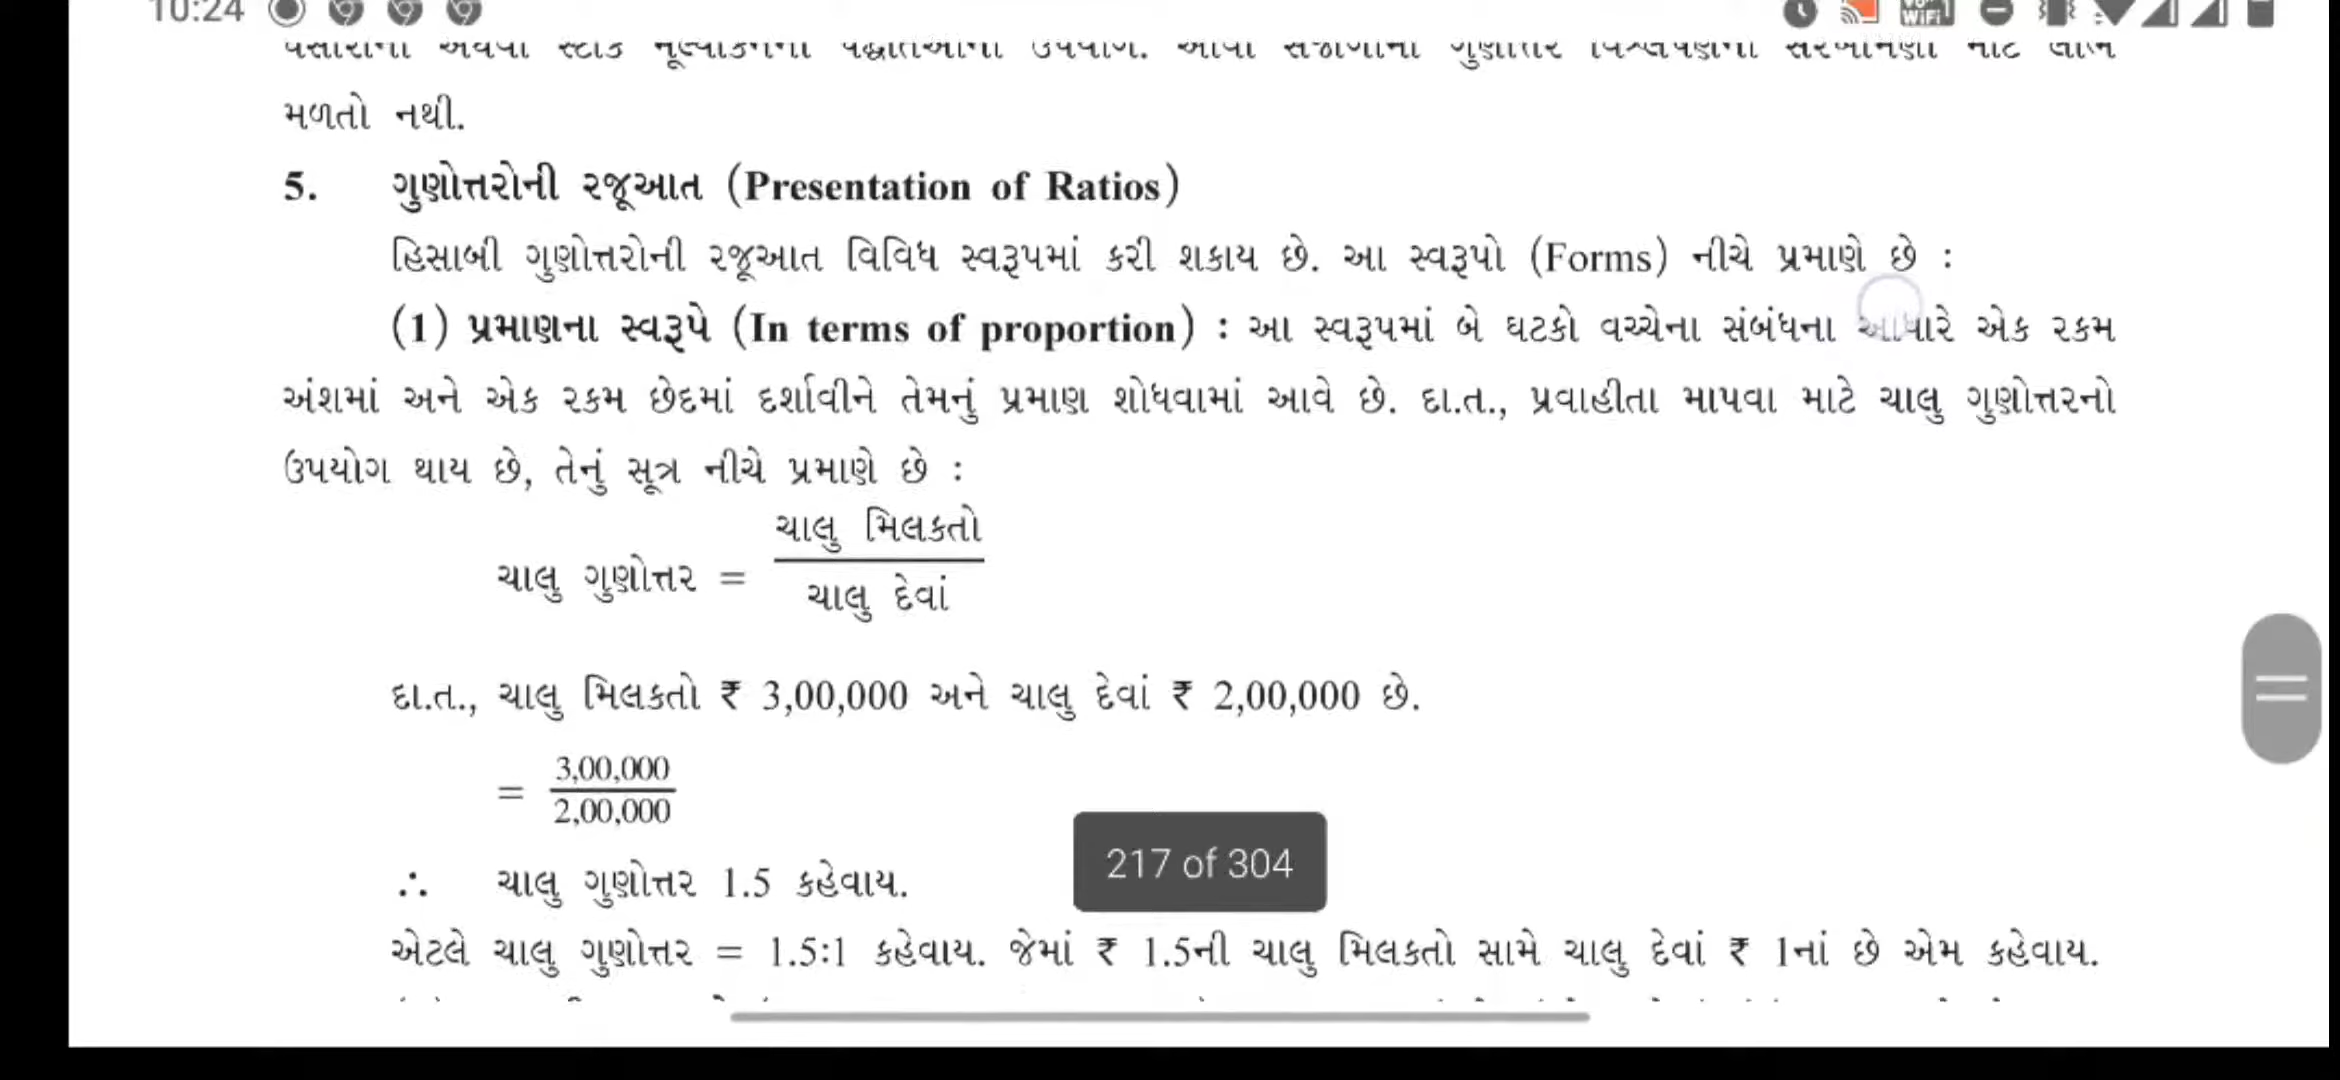 10:24
મળતો નથી.
5. ગુણોત્તરોની રજૂઆત (Presentation of Ratios)
હિસાબી ગુણોત્તરોની રજૂઆત વિવિધ સ્વરૂપમાં કરી શકાય છે. આ સ્વરૂપો (Forms) નીચે પ્રમાણે છે :
(1) પ્રમાણના સ્વરૂપે (In terms of proportion) : આ સ્વરૂપમાં બે ઘટકો વચ્ચેના સંબંધના આધારે એક રકમ
અંશમાં અને એક રકમ છેદમાં દર્શાવીને તેમનું પ્રમાણ શોધવામાં આવે છે. દા.ત., પ્રવાહીતા માપવા માટે ચાલુ ગુણોત્તરનો
ઉપયોગ થાય છે, તેનું સૂત્ર નીચે પ્રમાણે છે :
ચાલુ મિલકતો
ચાલુ ગુણોત્તર =
ચાલુ દેવાં
દા.ત., ચાલુ મિલકતો ₹ 3,00,000 અને ચાલુ દેવાં ₹ 2,00,000 છે.
3,00,000
=
2,00,000
∴ ચાલુ ગુણોત્તર 1.5 કહેવાય.
217 of 304
એટલે ચાલુ ગુણોત્તર = 1.5:1 કહેવાય. જેમાં ₹ 1.5ની ચાલુ મિલકતો સામે ચાલુ દેવાં ₹ 1નાં છે એમ કહેવાય.